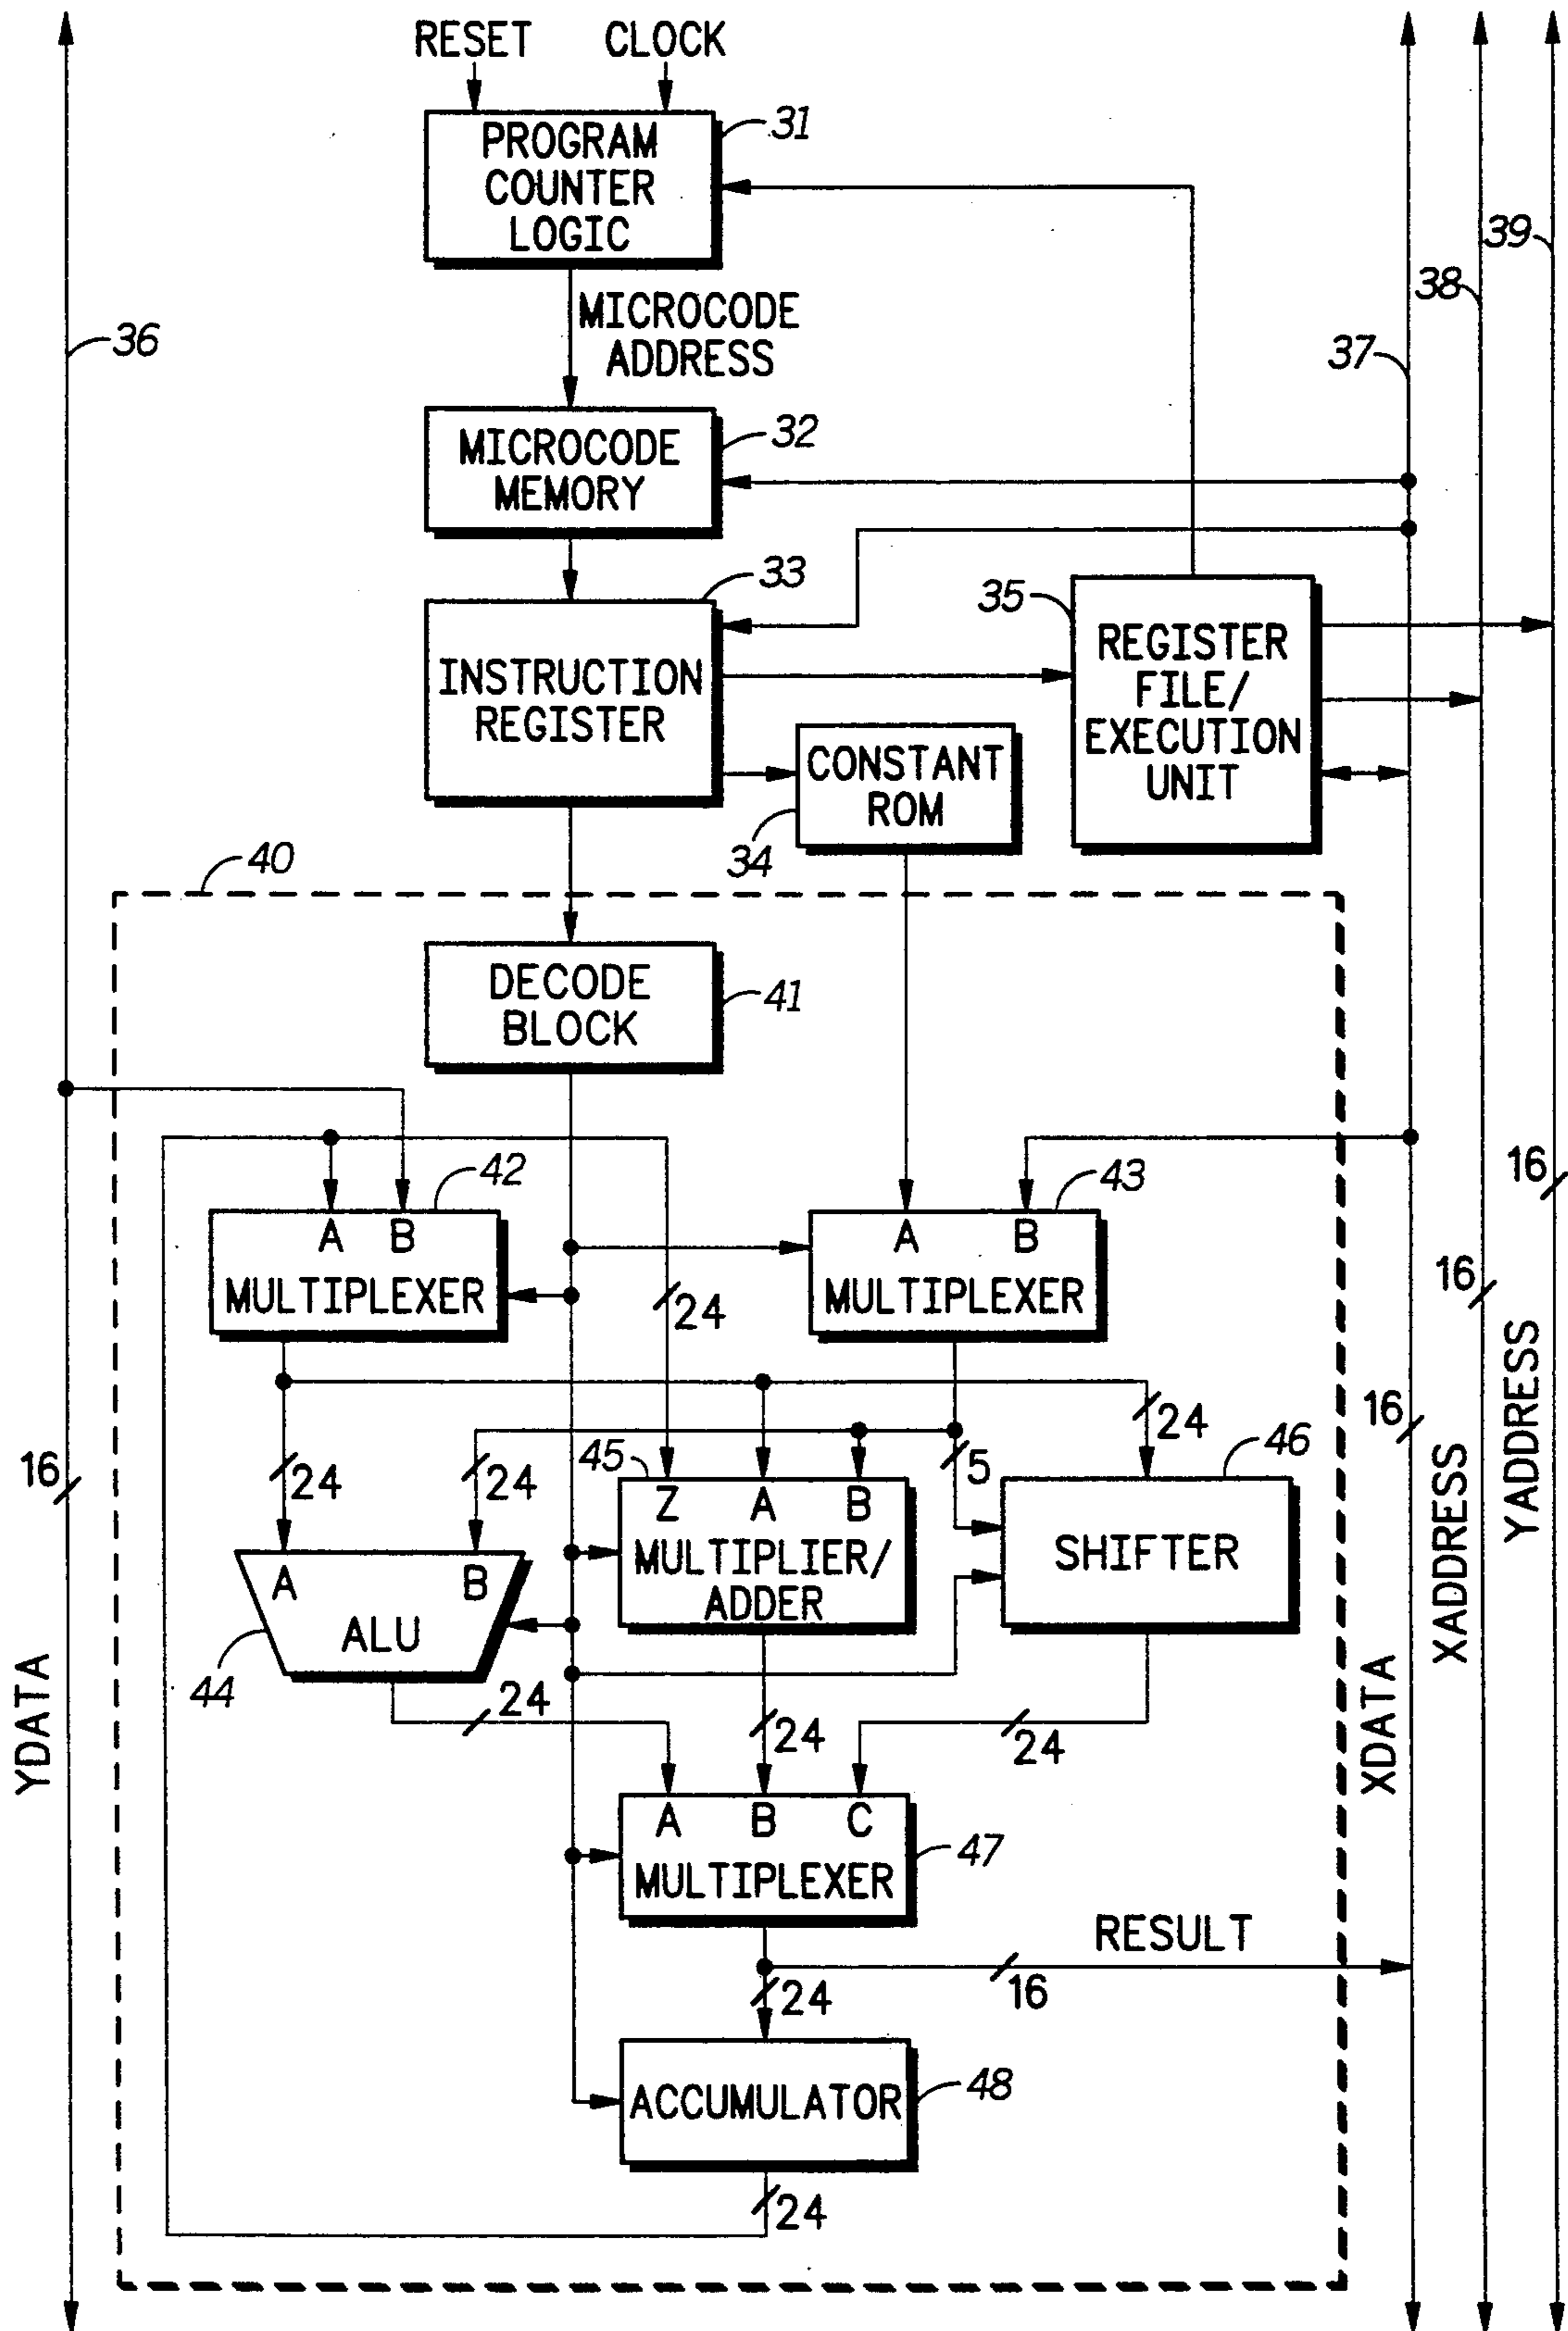 RESET
CLOCK
PROGRAM
COUNTER
LOGIC
31
MICROCODE
ADDRESS
36
39
38
37
MICROCODE
MEMORY
32
INSTRUCTION
REGISTER
33
35
REGISTER
FILE/
EXECUTION
UNIT
CONSTANT
ROM
34
40
DECODE
BLOCK
41
42
A B
MULTIPLEXER
24
43
A B
MULTIPLEXER
16
16
16
16
YADDRESS
XADDRESS
XDATA
YDATA
24
24
5
24
45
Z A B
MULTIPLIER/
ADDER
46
SHIFTER
A B
ALU
44
24
24
24
A B C
MULTIPLEXER
47
RESULT
16
24
ACCUMULATOR
48
24